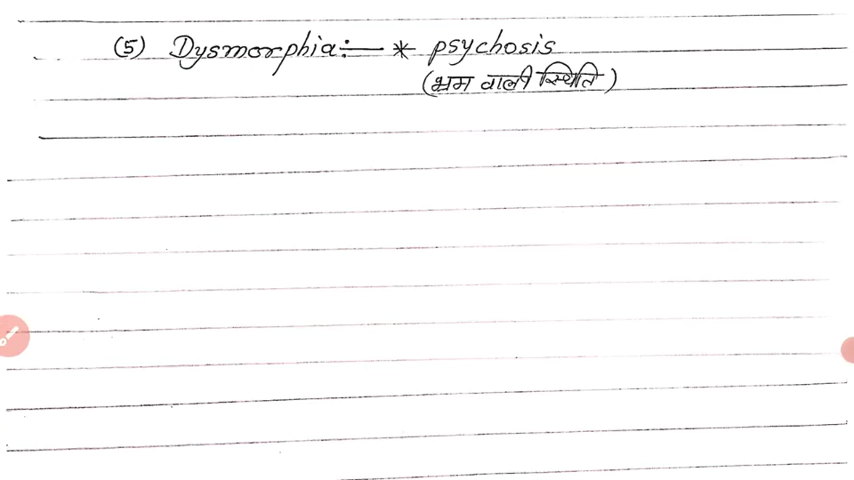 (5) Dysmorphia:— * psychosis
(भ्रम वाली स्थिति)